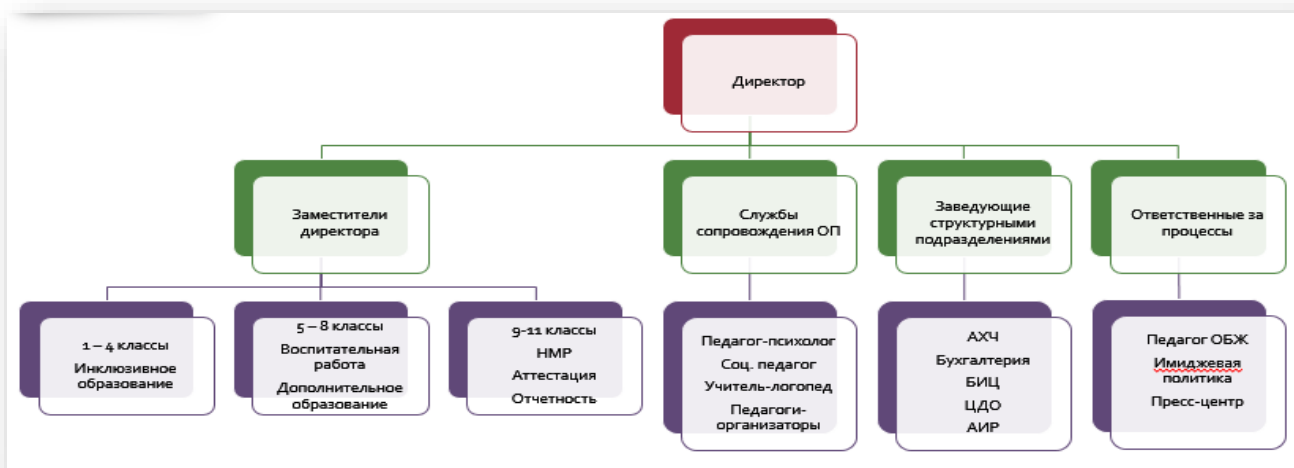 Директор
Заместители
директора
Службы
сопровождения ОП
Заведующие
структурными
подразделениями
Ответственные за
процессы
1 – 4 классы
Инклюзивное
образование
5 – 8 классы
Воспитательная
работа
Дополнительное
образование
9-11 классы
НМР
Аттестация
Отчетность
Педагог-психолог
Соц. педагог
Учитель-логопед
Педагоги-
организаторы
АХЧ
Бухгалтерия
БИЦ
ЦДО
АИР
Педагог ОБЖ
Имиджевая
политика
Пресс-центр